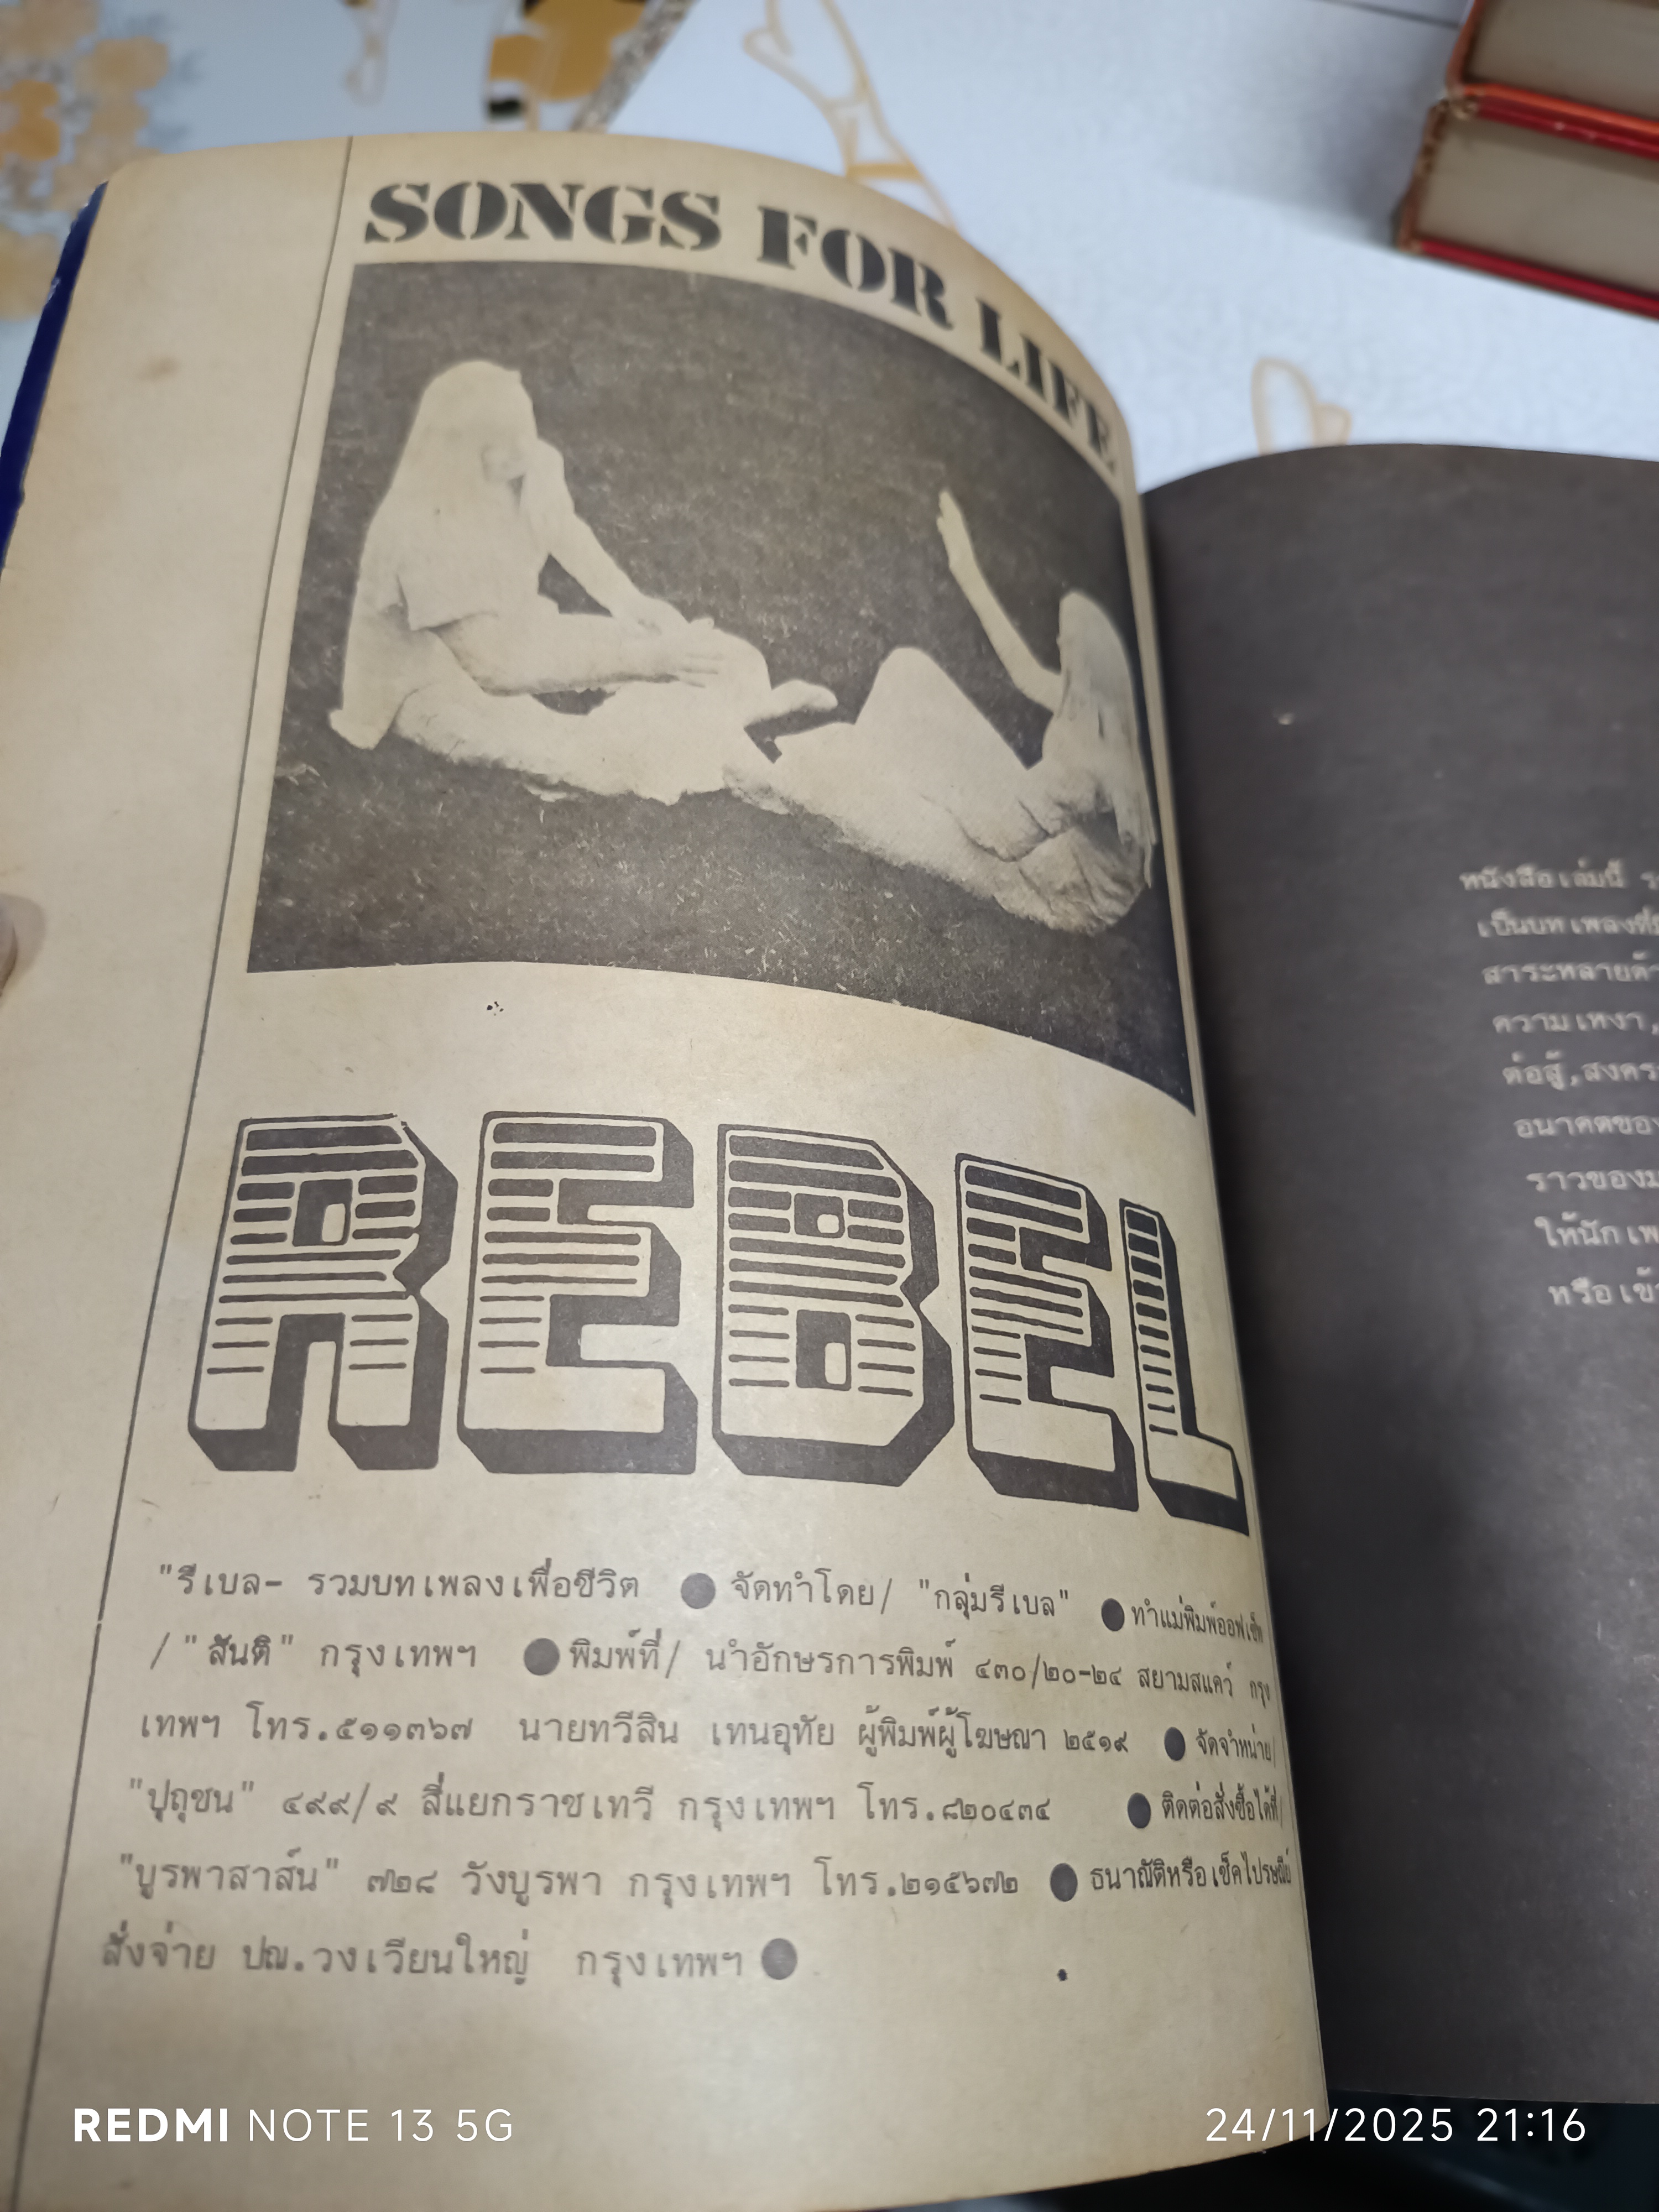 SONGS FOR LIFE
REBEL
"รีเบล- รวมบทเพลงเพื่อชีวิต ● จัดทำโดย/ "กลุ่มรีเบล" ● ทำแม่พิมพ์ออฟเซ็ท
/ "สันติ" กรุงเทพฯ ● พิมพ์ที่/ นำอักษรการพิมพ์ ๔๓๐/๒๐-๒๔ สยามสแควร์ กรุง
เทพฯ โทร.๕๑๑๓๖๗ นายทวีสิน เทนอุทัย ผู้พิมพ์ผู้โฆษณา ๒๕๑๙ ● จัดจำหน่าย/
"ปุถุชน" ๔๙๙/๙ สี่แยกราชเทวี กรุงเทพฯ โทร.๘๒๐๔๓๔ ● ติดต่อสั่งซื้อได้ที่/
"บูรพาสาส์น" ๗๒๘ วังบูรพา กรุงเทพฯ โทร.๒๑๕๖๗๒ ● ธนาณัติหรือเช็คไปรษณีย์
สั่งจ่าย ปณ.วงเวียนใหญ่ กรุงเทพฯ ●
หนังสือเล่มนี้
เป็นบทเพลงที่
สาระหลาย
ความเหงา,
ต่อสู้,
อนาคตของ
ราวของ
ให้นัก
หรือ
REDMI NOTE 13 5G
24/11/2025 21:16